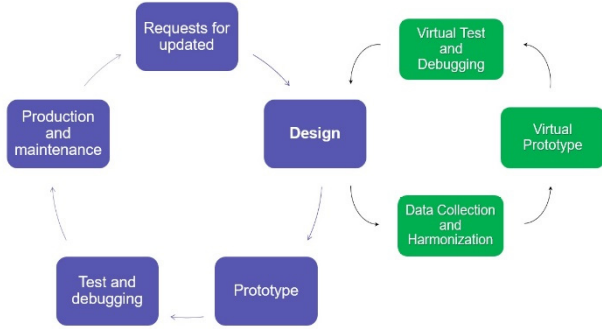 Requests for
updated
Virtual Test
and
Debugging
Production
and
maintenance
Design
Virtual
Prototype
Data Collection
and
Harmonization
Test and
debugging
Prototype